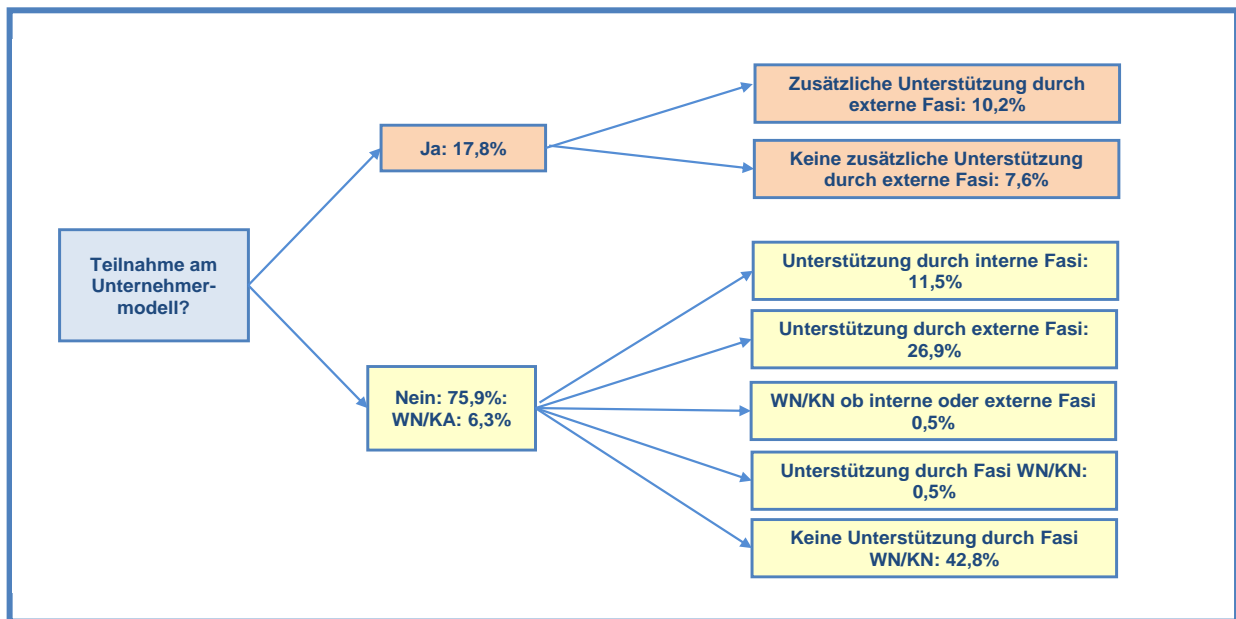 Teilnahme am
Unternehmer-
modell?
Ja: 17,8%
Zusätzliche Unterstützung durch
externe Fasi: 10,2%
Keine zusätzliche Unterstützung
durch externe Fasi: 7,6%
Nein: 75,9%:
WN/KA: 6,3%
Unterstützung durch interne Fasi:
11,5%
Unterstützung durch externe Fasi:
26,9%
WN/KN ob interne oder externe Fasi
0,5%
Unterstützung durch Fasi WN/KN:
0,5%
Keine Unterstützung durch Fasi
WN/KN: 42,8%